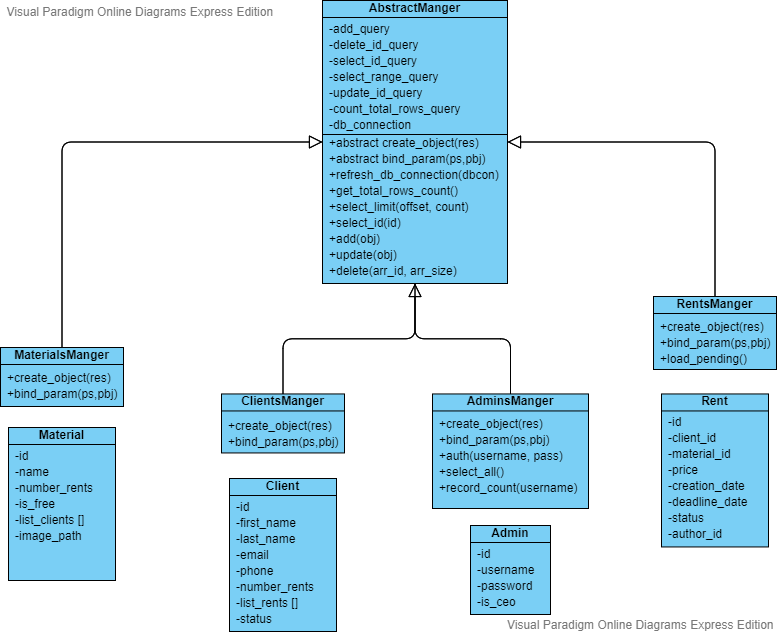 Visual Paradigm Online Diagrams Express Edition
AbstractManger
-add_query
-delete_id_query
-select_id_query
-select_range_query
-update_id_query
-count_total_rows_query
-db_connection
+abstract create_object(res)
+abstract bind_param(ps,pbj)
+refresh_db_connection(dbcon)
+get_total_rows_count()
+select_limit(offset, count)
+select_id(id)
+add(obj)
+update(obj)
+delete(arr_id, arr_size)
MaterialsManger
+create_object(res)
+bind_param(ps,pbj)
Material
-id
-name
-number_rents
-is_free
-list_clients []
-image_path
ClientsManger
+create_object(res)
+bind_param(ps,pbj)
Client
-id
-first_name
-last_name
-email
-phone
-number_rents
-list_rents []
-status
AdminsManger
+create_object(res)
+bind_param(ps,pbj)
+auth(username, pass)
+select_all()
+record_count(username)
Admin
-id
-username
-password
-is_ceo
RentsManger
+create_object(res)
+bind_param(ps,pbj)
+load_pending()
Rent
-id
-client_id
-material_id
-price
-creation_date
-deadline_date
-status
-author_id
Visual Paradigm Online Diagrams Express Edition